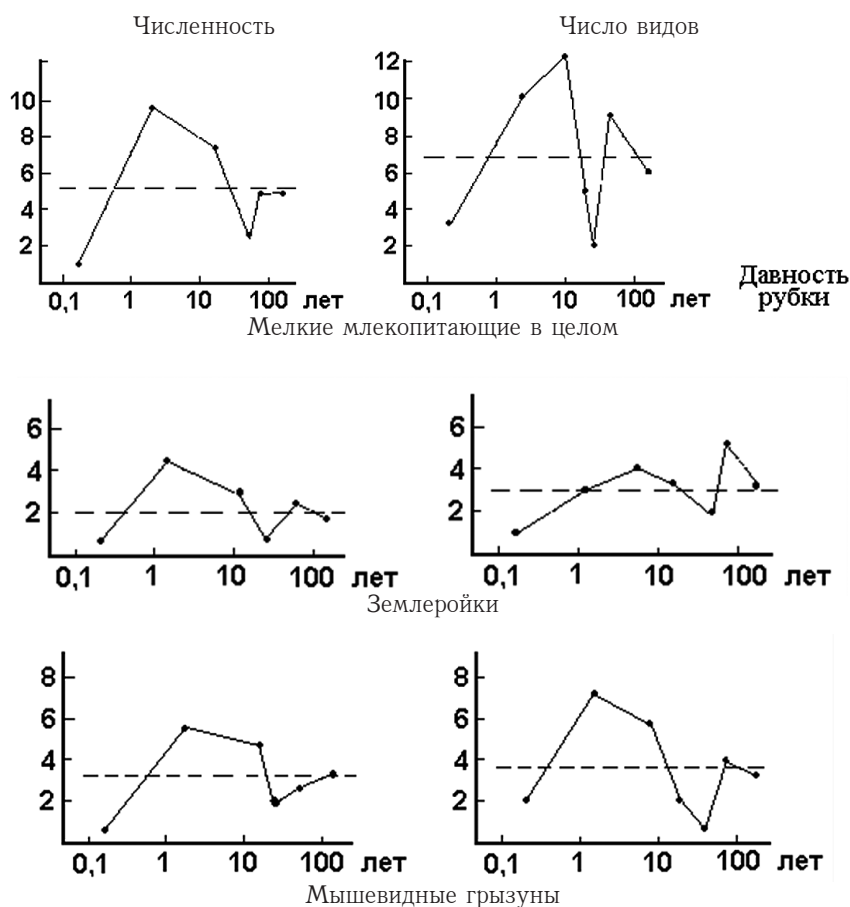 Численность
Число видов
10
8
6
4
2
0,1 1 10 100 лет
12
10
8
6
4
2
0,1 1 10 100 лет
Давность
рубки
Мелкие млекопитающие в целом
6
4
2
0,1 1 10 100 лет
6
4
2
0,1 1 10 100 лет
Землеройки
8
6
4
2
0,1 1 10 100 лет
8
6
4
2
0,1 1 10 100 лет
Мышевидные грызуны